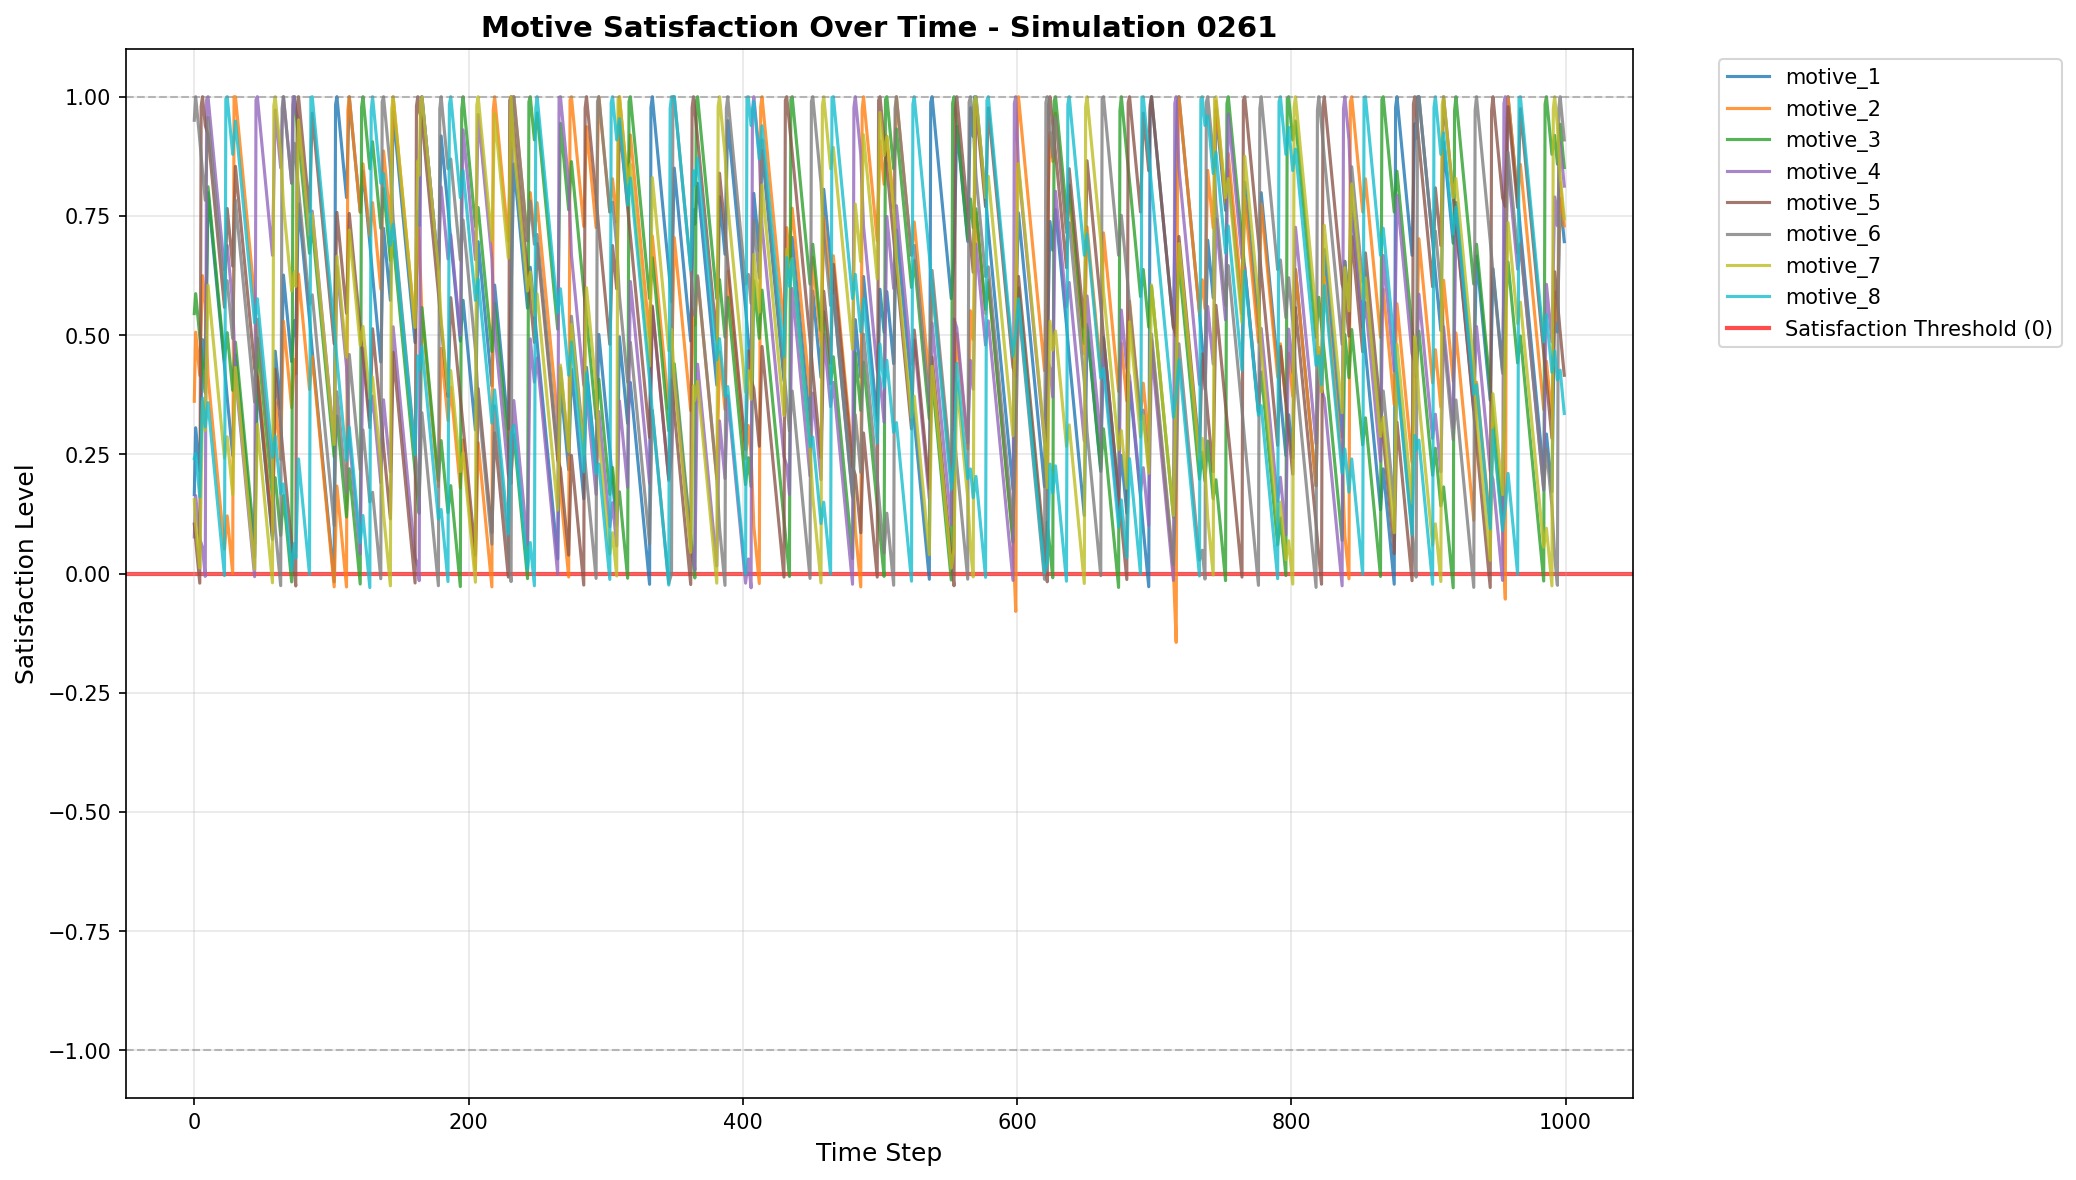 Motive Satisfaction Over Time - Simulation 0261
Satisfaction Level
1.00
0.75
0.50
0.25
0.00
−0.25
−0.50
−0.75
−1.00
0
200
400
600
800
1000
Time Step
motive_1
motive_2
motive_3
motive_4
motive_5
motive_6
motive_7
motive_8
Satisfaction Threshold (0)